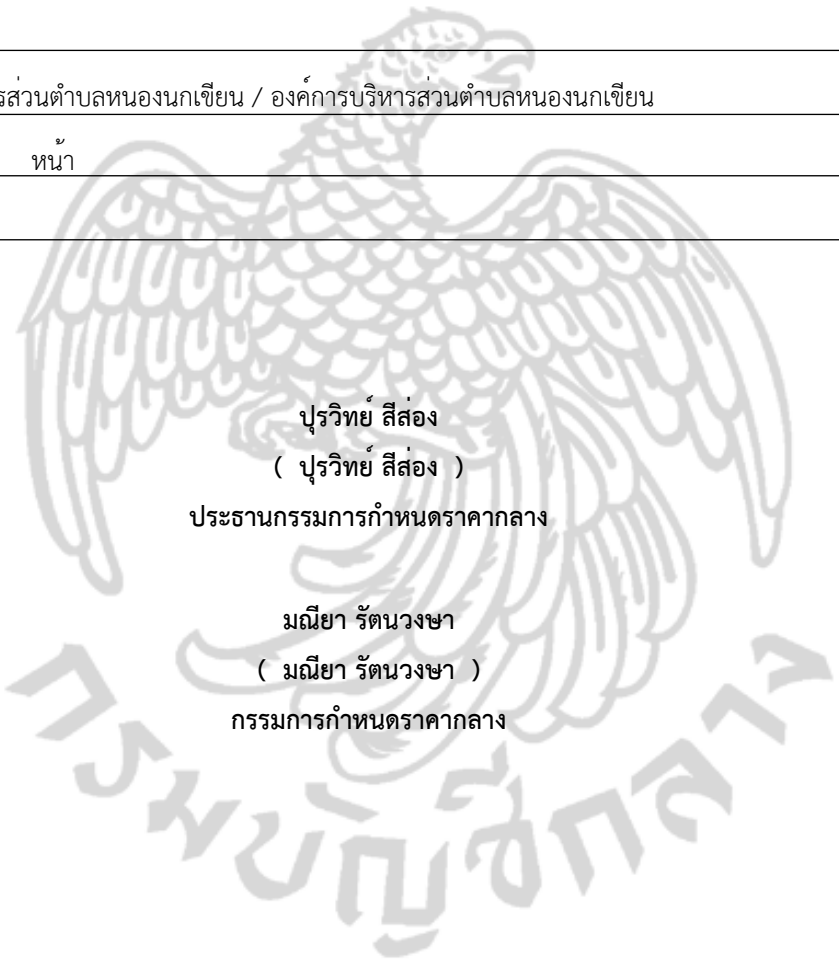 รส่วนตำบลหนองนกเขียน / องค์การบริหารส่วนตำบลหนองนกเขียน
หน้า
ปุรวิทย์ สีส่อง
( ปุรวิทย์ สีส่อง )
ประธานกรรมการกำหนดราคากลาง
มณียา รัตนวงษา
( มณียา รัตนวงษา )
กรรมการกำหนดราคากลาง
กรมบัญชีกลาง